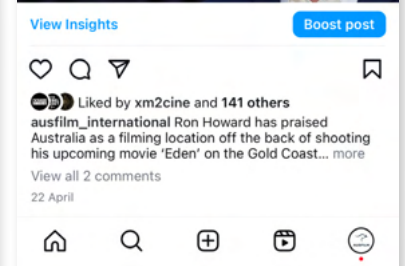 View Insights
Boost post
Liked by xm2cine and 141 others
ausfilm_international Ron Howard has praised
Australia as a filming location off the back of shooting
his upcoming movie ‘Eden’ on the Gold Coast... more
View all 2 comments
22 April